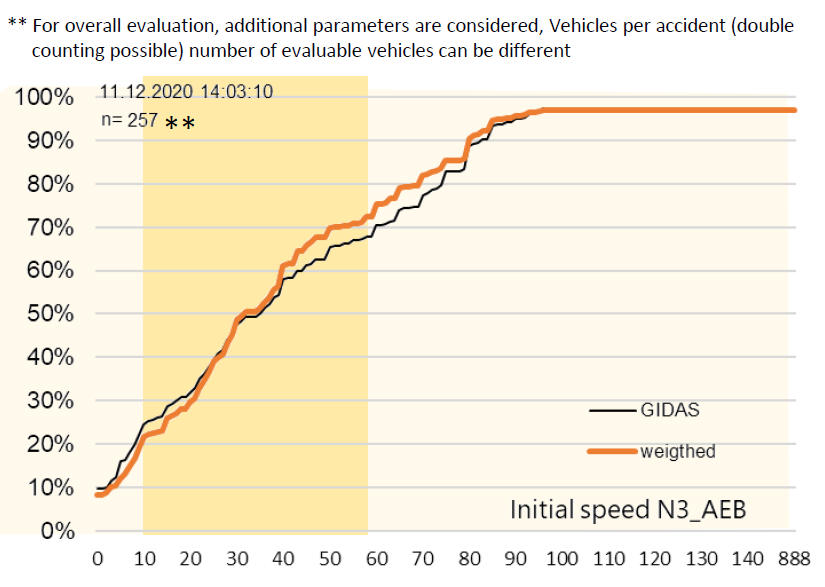 ** For overall evaluation, additional parameters are considered, Vehicles per accident (double
counting possible) number of evaluable vehicles can be different
100%
11.12.2020 14:03:10
n= 257 **
90%
80%
70%
60%
50%
40%
30%
GIDAS
20%
weigthed
10%
Initial speed N3_AEB
0%
0 10 20 30 40 50 60 70 80 90 100 110 120 130 140 888